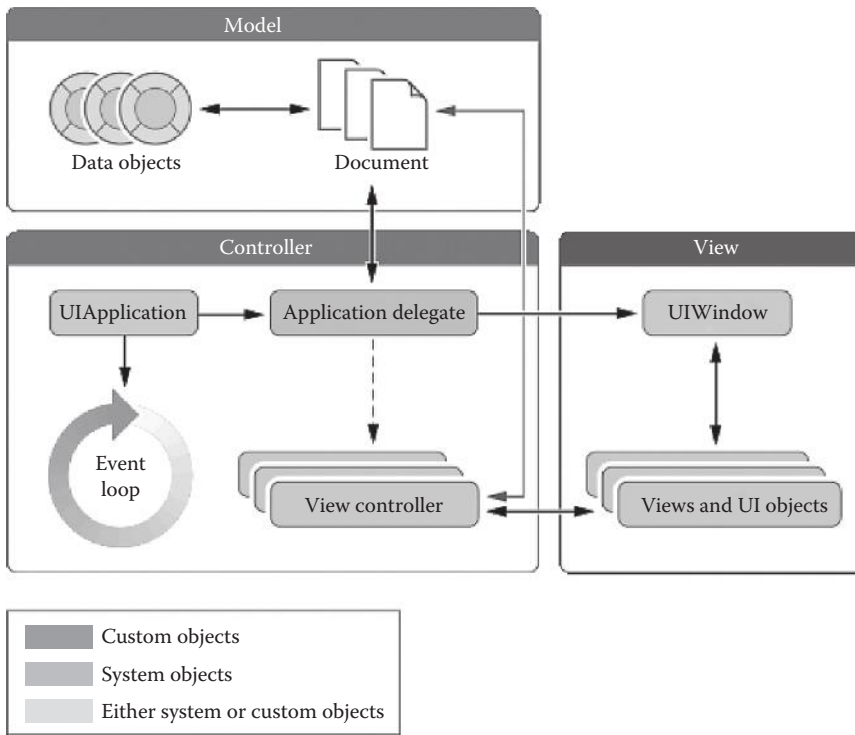 Model
Data objects
Document
Controller
View
UIApplication
Application delegate
UIWindow
Event
loop
View controller
Views and UI objects
Custom objects
System objects
Either system or custom objects